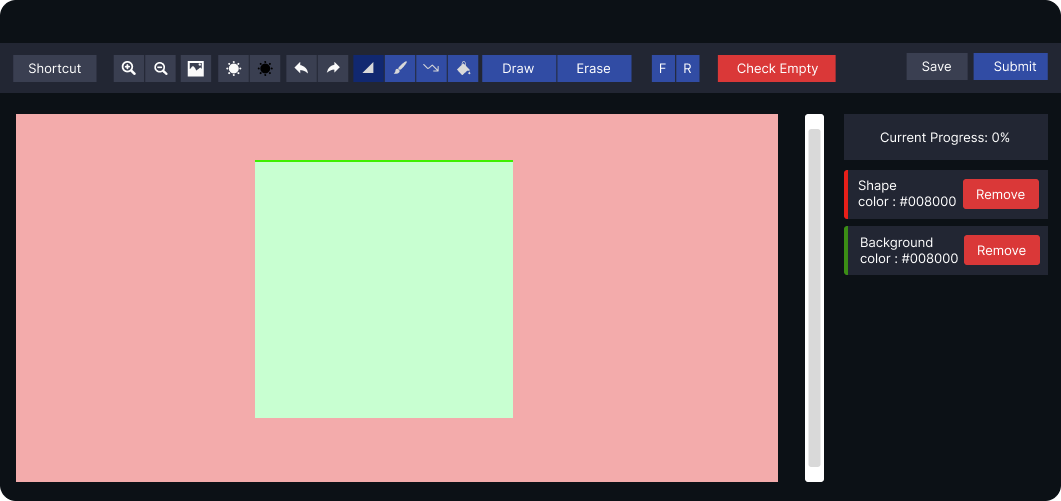 Shortcut
Draw
Erase
F
R
Check Empty
Save
Submit
Current Progress: 0%
Shape
color : #008000
Remove
Background
color : #008000
Remove